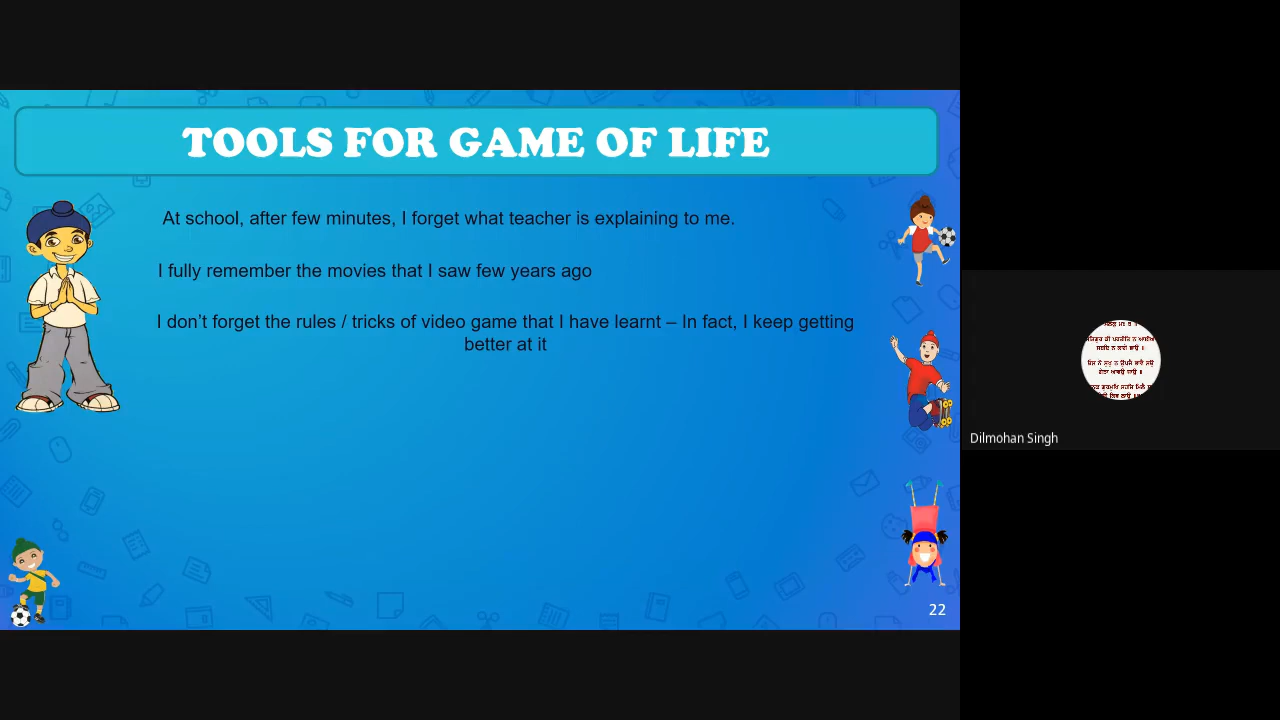 TOOLS FOR GAME OF LIFE
At school, after few minutes, I forget what teacher is explaining to me.
I fully remember the movies that I saw few years ago
I don’t forget the rules / tricks of video game that I have learnt – In fact, I keep getting
better at it
22
Dilmohan Singh